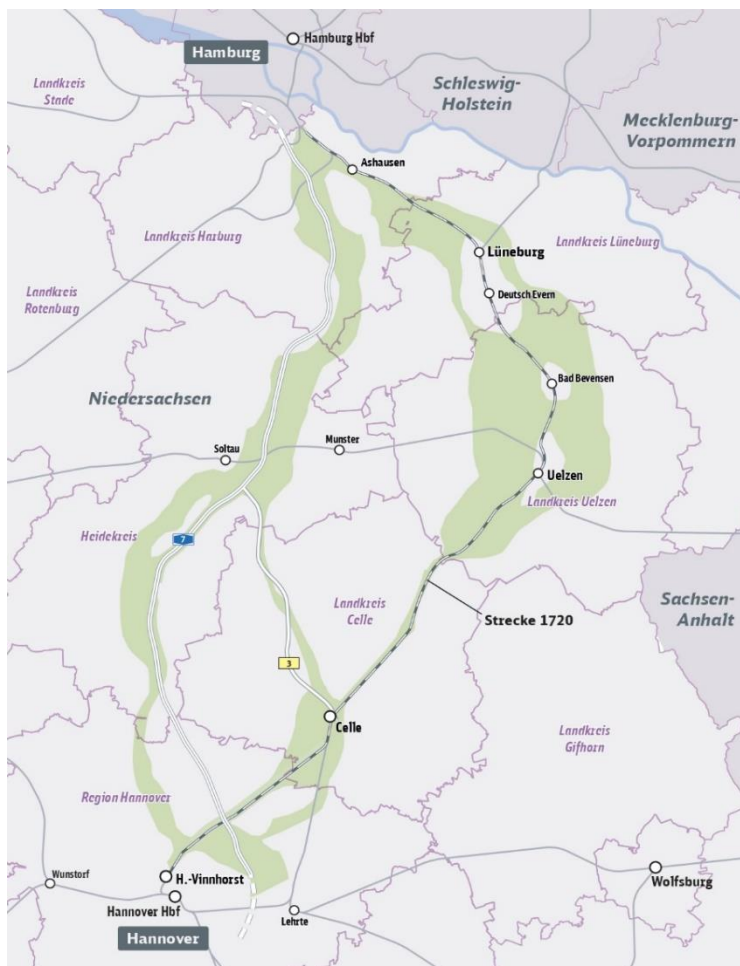 Hamburg Hbf
Hamburg
Landkreis
Stade
Schleswig-
Holstein
Mecklenburg-
Vorpommern
Ashausen
Landkreis Harburg
Lüneburg
Landkreis Lüneburg
Landkreis
Rotenburg
Deutsch Evern
Bad Bevensen
Niedersachsen
Soltau
Munster
Uelzen
Landkreis Uelzen
Heidekreis
7
Landkreis
Celle
Strecke 1720
Sachsen-
Anhalt
3
Celle
Landkreis
Gifhorn
Region Hannover
Wunstorf
H.-Vinnhorst
Wolfsburg
Hannover Hbf
Lehrte
Hannover